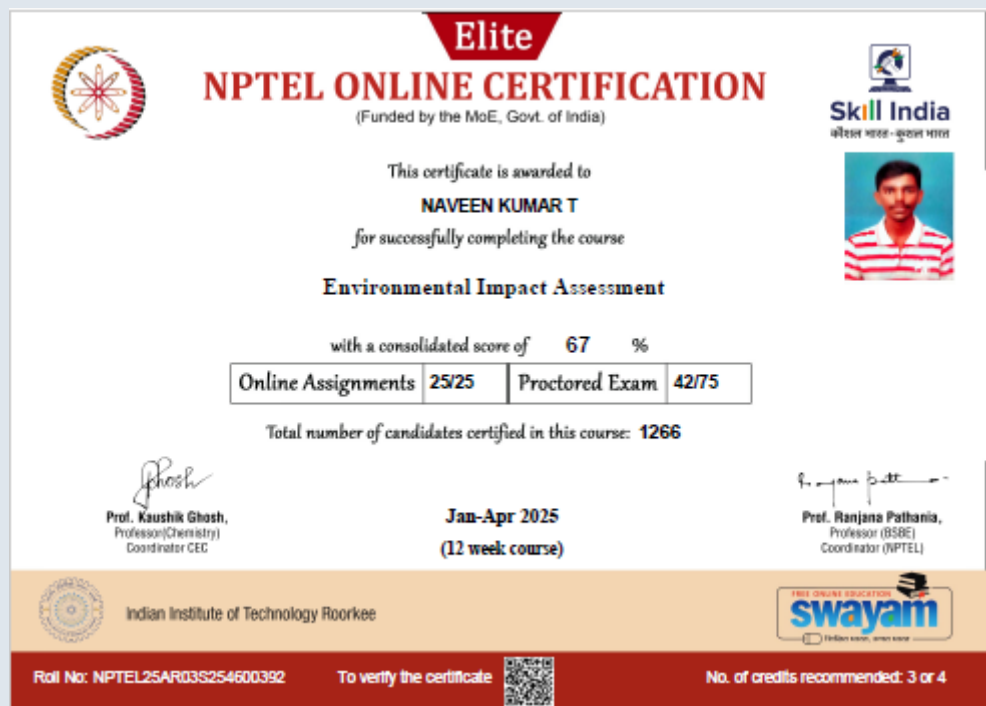 Elite
NPTEL ONLINE CERTIFICATION
(Funded by the MoE, Govt. of India)
Skill India
कौशल भारत - कुशल भारत
This certificate is awarded to
NAVEEN KUMAR T
for successfully completing the course
Environmental Impact Assessment
with a consolidated score of 67 %
Online Assignments 25/25 Proctored Exam 42/75
Total number of candidates certified in this course: 1266
Prof. Kaushik Ghosh,
Professor(Chemistry)
Coordinator CEC
Jan-Apr 2025
(12 week course)
Prof. Ranjana Pathania,
Professor (BSBE)
Coordinator (NPTEL)
Indian Institute of Technology Roorkee
FREE ONLINE EDUCATION
swayam
Roll No: NPTEL25AR03S254600392 To verify the certificate No. of credits recommended: 3 or 4